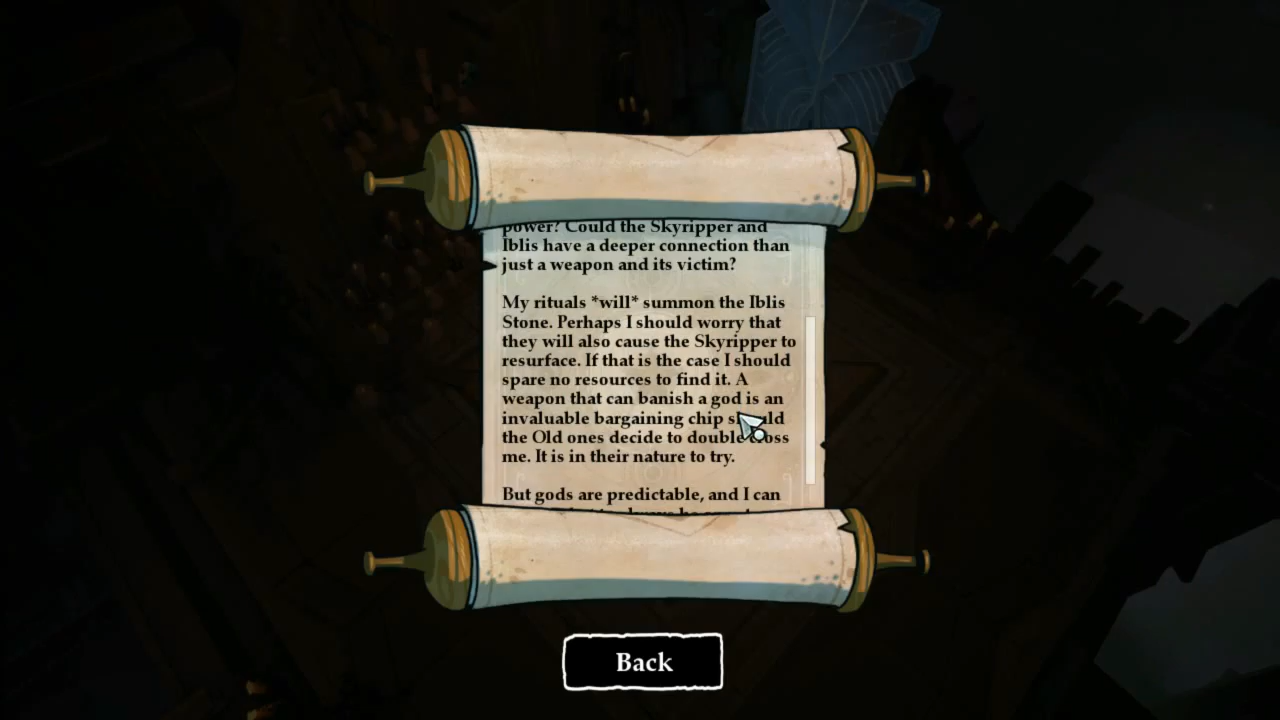 power? Could the Skyripper and
Iblis have a deeper connection than
just a weapon and its victim?
My rituals *will* summon the Iblis
Stone. Perhaps I should worry that
they will also cause the Skyripper to
resurface. If that is the case I should
spare no resources to find it. A
weapon that can banish a god is an
invaluable bargaining chip should
the Old ones decide to double cross
me. It is in their nature to try.
But gods are predictable, and I can
Back